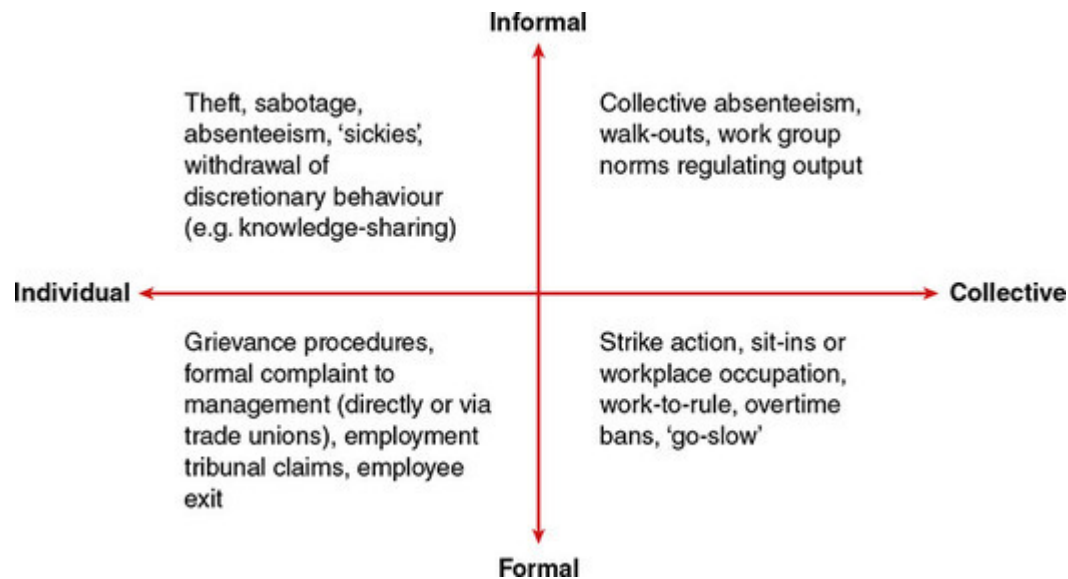 Informal
Theft, sabotage,
absenteeism, ‘sickies’,
withdrawal of
discretionary behaviour
(e.g. knowledge-sharing)
Collective absenteeism,
walk-outs, work group
norms regulating output
Individual
Collective
Grievance procedures,
formal complaint to
management (directly or via
trade unions), employment
tribunal claims, employee
exit
Strike action, sit-ins or
workplace occupation,
work-to-rule, overtime
bans, ‘go-slow’
Formal